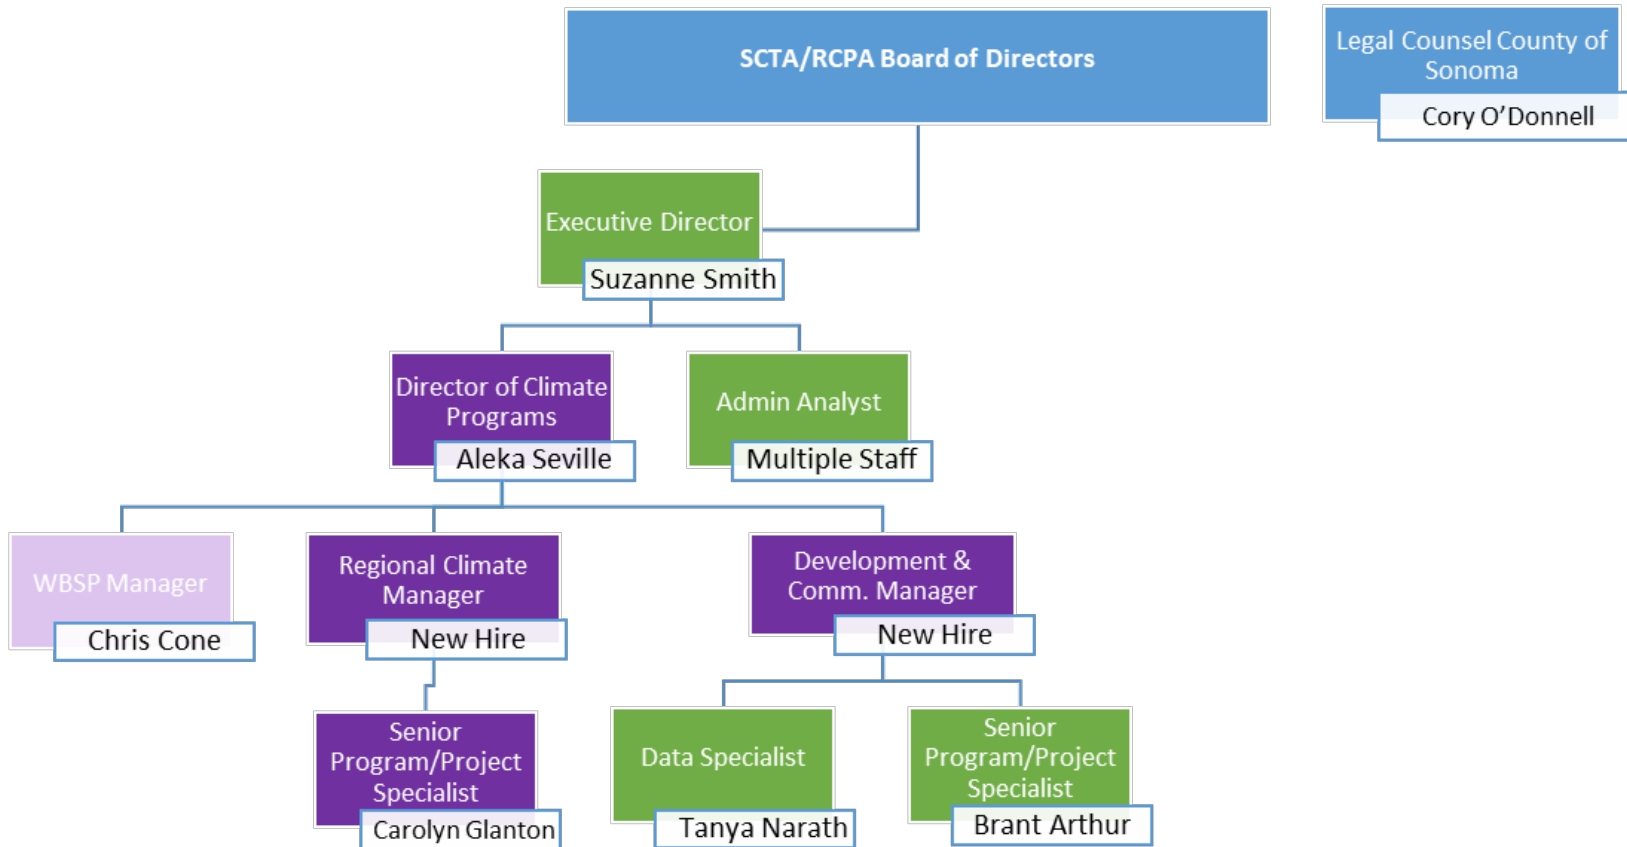 SCTA/RCPA Board of Directors
Legal Counsel County of
Sonoma
Cory O’Donnell
Executive Director
Suzanne Smith
Director of Climate
Programs
Aleka Seville
Admin Analyst
Multiple Staff
WBSP Manager
Chris Cone
Regional Climate
Manager
New Hire
Development &
Comm. Manager
New Hire
Senior
Program/Project
Specialist
Carolyn Glanton
Data Specialist
Tanya Narath
Senior
Program/Project
Specialist
Brant Arthur